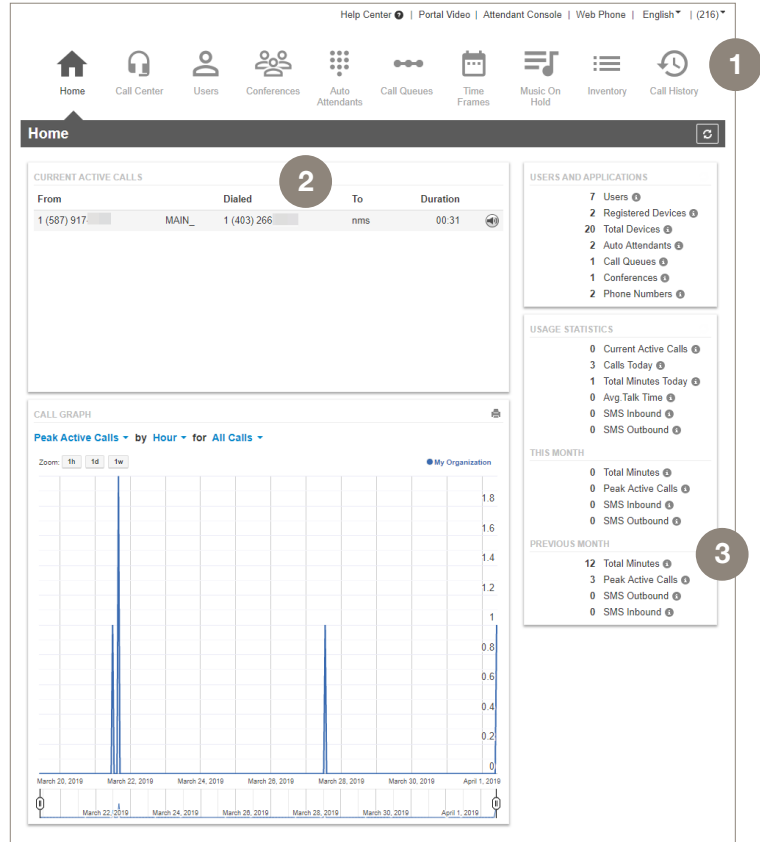 Help Center | Portal Video | Attendant Console | Web Phone | English | (216)
1
Home Call Center Users Conferences Auto Attendants Call Queues Time Frames Music On Hold Inventory Call History
Home
CURRENT ACTIVE CALLS
2
From Dialed To Duration
1 (587) 917- MAIN_ 1 (403) 266 nms 00:31
USERS AND APPLICATIONS
7 Users
2 Registered Devices
20 Total Devices
2 Auto Attendants
1 Call Queues
1 Conferences
2 Phone Numbers
USAGE STATISTICS
0 Current Active Calls
3 Calls Today
1 Total Minutes Today
0 Avg.Talk Time
0 SMS Inbound
0 SMS Outbound
THIS MONTH
0 Total Minutes
0 Peak Active Calls
0 SMS Inbound
0 SMS Outbound
PREVIOUS MONTH
3
12 Total Minutes
3 Peak Active Calls
0 SMS Outbound
0 SMS Inbound
CALL GRAPH
Peak Active Calls by Hour for All Calls
Zoom: 1h 1d 1w My Organization
1.8
1.6
1.4
1.2
1
0.8
0.6
0.4
0.2
0
March 20, 2019 March 22, 2019 March 24, 2019 March 26, 2019 March 28, 2019 March 30, 2019 April 1, 2019
March 22, 2019 March 24, 2019 March 26, 2019 March 28, 2019 March 30, 2019 April 1, 2019